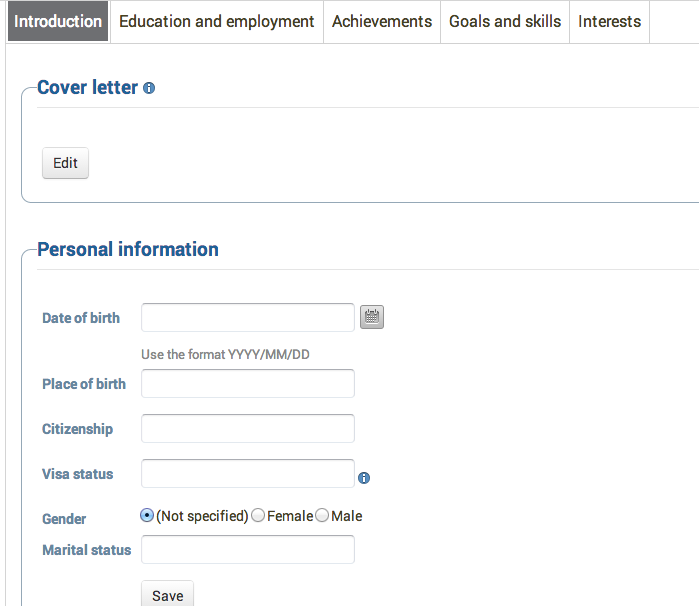 Introduction Education and employment Achievements Goals and skills Interests
Cover letter
Edit
Personal information
Date of birth
Use the format YYYY/MM/DD
Place of birth
Citizenship
Visa status
Gender (Not specified) Female Male
Marital status
Save